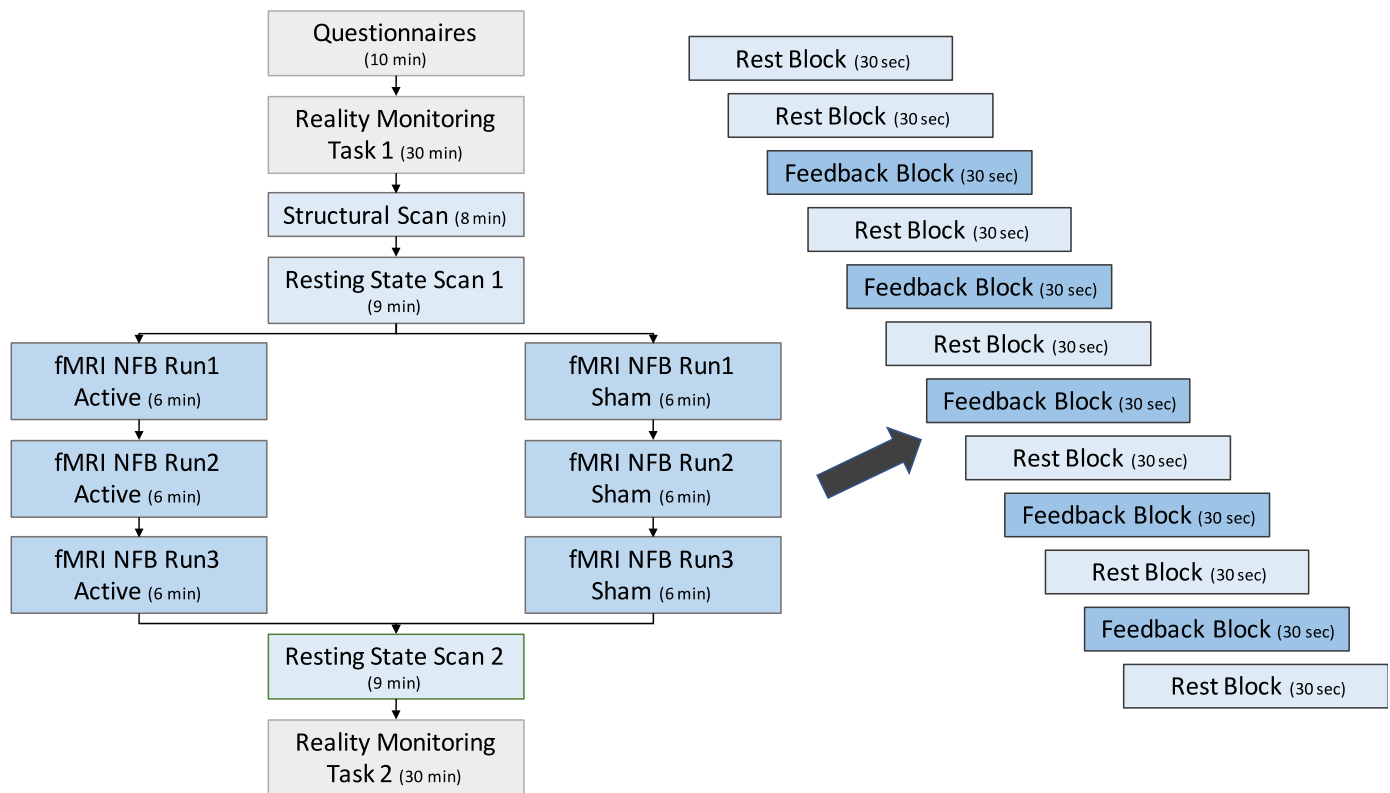 Questionnaires
(10 min)
Reality Monitoring
Task 1 (30 min)
Structural Scan (8 min)
Resting State Scan 1
(9 min)
fMRI NFB Run1
Active (6 min)
fMRI NFB Run2
Active (6 min)
fMRI NFB Run3
Active (6 min)
fMRI NFB Run1
Sham (6 min)
fMRI NFB Run2
Sham (6 min)
fMRI NFB Run3
Sham (6 min)
Resting State Scan 2
(9 min)
Reality Monitoring
Task 2 (30 min)
Rest Block (30 sec)
Rest Block (30 sec)
Feedback Block (30 sec)
Rest Block (30 sec)
Feedback Block (30 sec)
Rest Block (30 sec)
Feedback Block (30 sec)
Rest Block (30 sec)
Feedback Block (30 sec)
Rest Block (30 sec)
Feedback Block (30 sec)
Rest Block (30 sec)